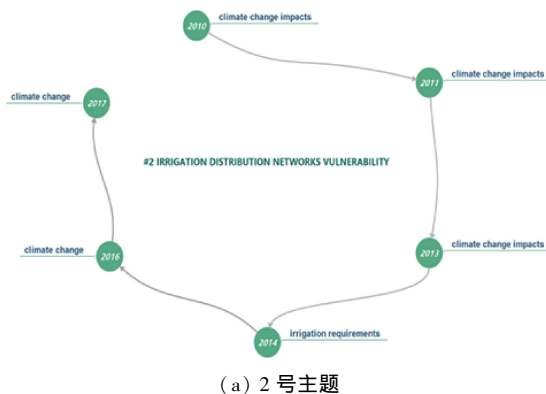 2010 climate change impacts
2011 climate change impacts
climate change 2017
#2 IRRIGATION DISTRIBUTION NETWORKS VULNERABILITY
climate change 2016
2013 climate change impacts
2014 irrigation requirements
(a) 2 号主题